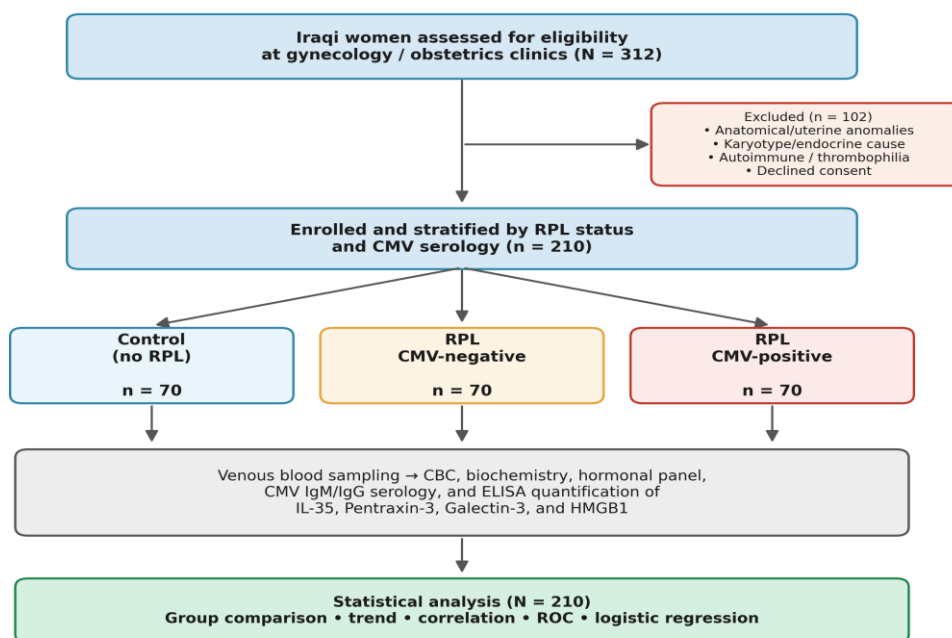 Iraqi women assessed for eligibility
at gynecology / obstetrics clinics (N = 312)
Excluded (n = 102)
• Anatomical/uterine anomalies
• Karyotype/endocrine cause
• Autoimmune / thrombophilia
• Declined consent
Enrolled and stratified by RPL status
and CMV serology (n = 210)
Control
(no RPL)
n = 70
RPL
CMV-negative
n = 70
RPL
CMV-positive
n = 70
Venous blood sampling → CBC, biochemistry, hormonal panel,
CMV IgM/IgG serology, and ELISA quantification of
IL-35, Pentraxin-3, Galectin-3, and HMGB1
Statistical analysis (N = 210)
Group comparison • trend • correlation • ROC • logistic regression